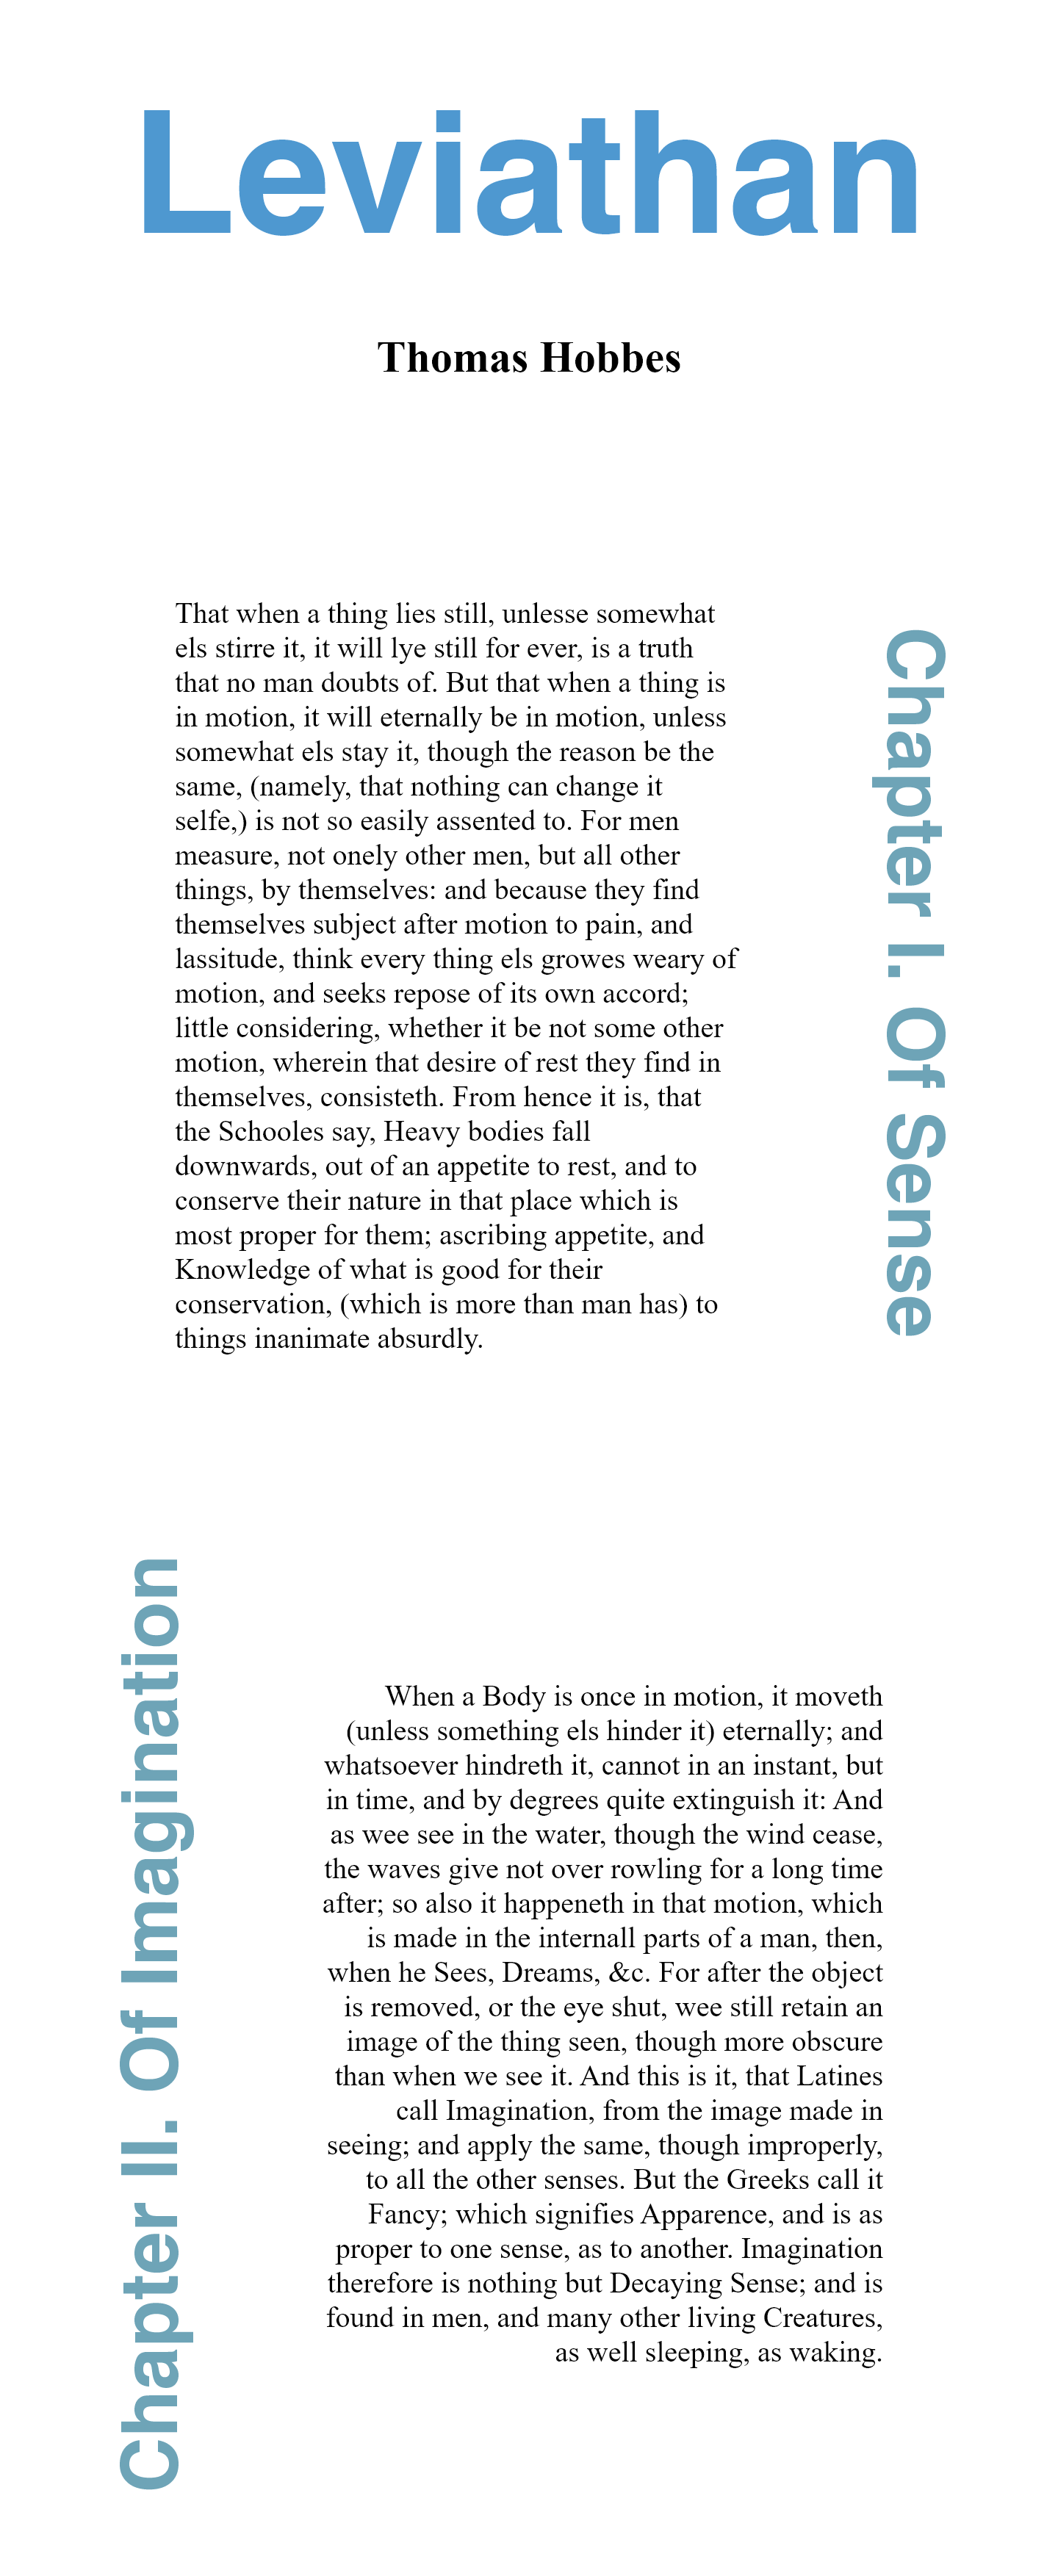 Leviathan
Thomas Hobbes
Chapter I. Of Sense
That when a thing lies still, unlesse somewhat
els stirre it, it will lye still for ever, is a truth
that no man doubts of. But that when a thing is
in motion, it will eternally be in motion, unless
somewhat els stay it, though the reason be the
same, (namely, that nothing can change it
selfe,) is not so easily assented to. For men
measure, not onely other men, but all other
things, by themselves: and because they find
themselves subject after motion to pain, and
lassitude, think every thing els growes weary of
motion, and seeks repose of its own accord;
little considering, whether it be not some other
motion, wherein that desire of rest they find in
themselves, consisteth. From hence it is, that
the Schooles say, Heavy bodies fall
downwards, out of an appetite to rest, and to
conserve their nature in that place which is
most proper for them; ascribing appetite, and
Knowledge of what is good for their
conservation, (which is more than man has) to
things inanimate absurdly.
Chapter II. Of Imagination
When a Body is once in motion, it moveth
(unless something els hinder it) eternally; and
whatsoever hindreth it, cannot in an instant, but
in time, and by degrees quite extinguish it: And
as wee see in the water, though the wind cease,
the waves give not over rowling for a long time
after; so also it happeneth in that motion, which
is made in the internall parts of a man, then,
when he Sees, Dreams, &c. For after the object
is removed, or the eye shut, wee still retain an
image of the thing seen, though more obscure
than when we see it. And this is it, that Latines
call Imagination, from the image made in
seeing; and apply the same, though improperly,
to all the other senses. But the Greeks call it
Fancy; which signifies Apparence, and is as
proper to one sense, as to another. Imagination
therefore is nothing but Decaying Sense; and is
found in men, and many other living Creatures,
as well sleeping, as waking.